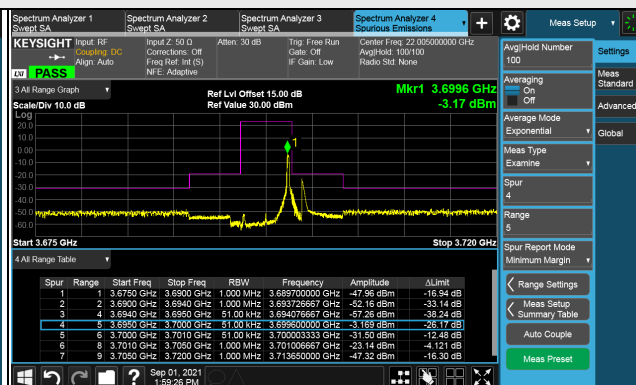 Spectrum Analyzer 1 Spectrum Analyzer 2 Spectrum Analyzer 3 Spectrum Analyzer 4 Meas Setup
Swept SA Swept SA Swept SA Spurious Emissions
KEYSIGHT Input: RF Input Z: 50 Ω Atten: 30 dB Trig: Free Run Center Freq: 22.005000000 GHz
Coupling: DC Corrections: Off Gate: Off Avg|Hold: 100/100
Align: Auto Freq Ref: Int (S) IF Gain: Low Radio Std: None
LXI PASS NFE: Adaptive
3 All Range Graph Ref Lvl Offset 15.00 dB Mkr1 3.6996 GHz
Scale/Div 10.0 dB Ref Value 30.00 dBm -3.17 dBm
Log
20.0
10.0
0.00
-10.0
-20.0
-30.0
-40.0
-50.0
-60.0
1
Start 3.675 GHz Stop 3.720 GHz
4 All Range Table
Spur Range Start Freq Stop Freq RBW Frequency Amplitude ΔLimit
1 1 3.6750 GHz 3.6900 GHz 1.000 MHz 3.689700000 GHz -47.96 dBm -16.94 dB
2 2 3.6900 GHz 3.6940 GHz 1.000 MHz 3.693726667 GHz -52.16 dBm -33.14 dB
3 4 3.6940 GHz 3.6950 GHz 51.00 kHz 3.694076667 GHz -57.26 dBm -38.24 dB
4 5 3.6950 GHz 3.7000 GHz 51.00 kHz 3.699600000 GHz -3.169 dBm -26.17 dB
5 6 3.7000 GHz 3.7010 GHz 51.00 kHz 3.700003333 GHz -31.50 dBm -12.48 dB
6 8 3.7010 GHz 3.7050 GHz 1.000 MHz 3.701006667 GHz -23.14 dBm -4.121 dB
7 9 3.7050 GHz 3.7200 GHz 1.000 MHz 3.713650000 GHz -47.32 dBm -16.30 dB
Sep 01, 2021
1:59:26 PM
Avg|Hold Number
100
Averaging
On
Off
Average Mode
Exponential
Meas Type
Examine
Spur
4
Range
5
Spur Report Mode
Minimum Margin
Range Settings
Meas Setup
Summary Table
Auto Couple
Meas Preset
Settings
Meas
Standard
Advanced
Global